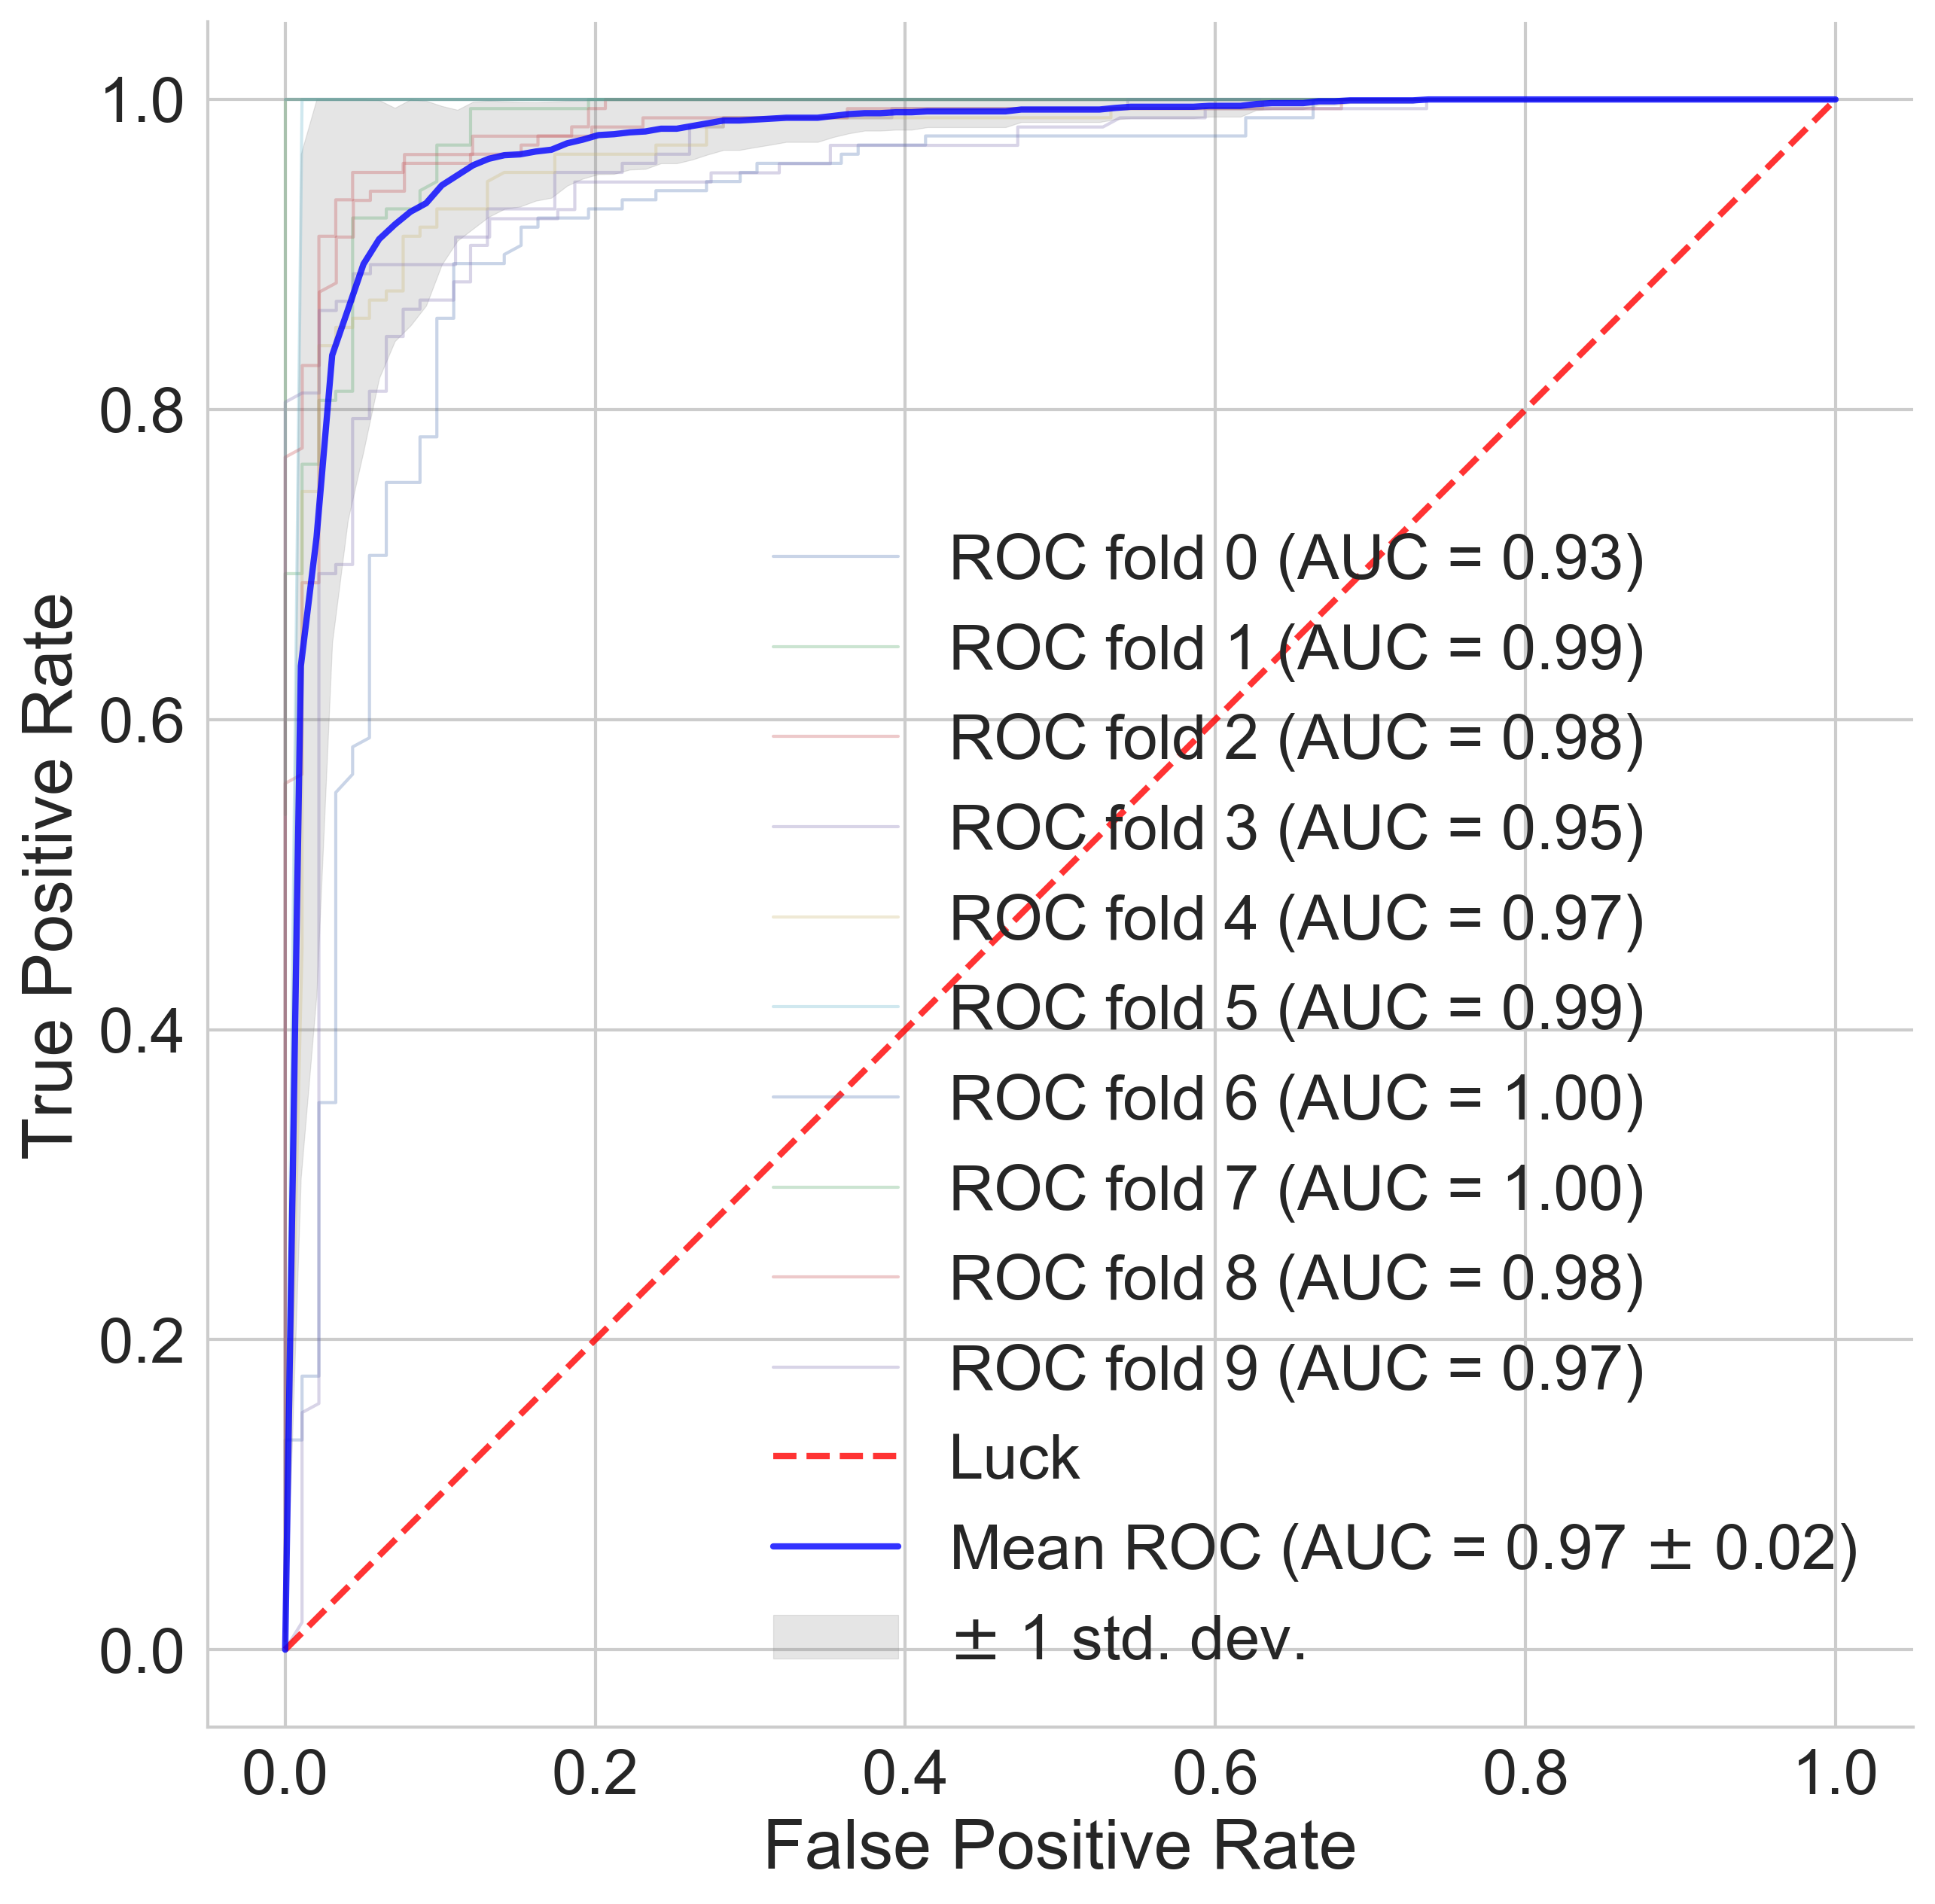 1.0
0.8
0.6
0.4
0.2
0.0
True Positive Rate
ROC fold 0 (AUC = 0.93)
ROC fold 1 (AUC = 0.99)
ROC fold 2 (AUC = 0.98)
ROC fold 3 (AUC = 0.95)
ROC fold 4 (AUC = 0.97)
ROC fold 5 (AUC = 0.99)
ROC fold 6 (AUC = 1.00)
ROC fold 7 (AUC = 1.00)
ROC fold 8 (AUC = 0.98)
ROC fold 9 (AUC = 0.97)
Luck
Mean ROC (AUC = 0.97 ± 0.02)
± 1 std. dev.
0.0 0.2 0.4 0.6 0.8 1.0
False Positive Rate